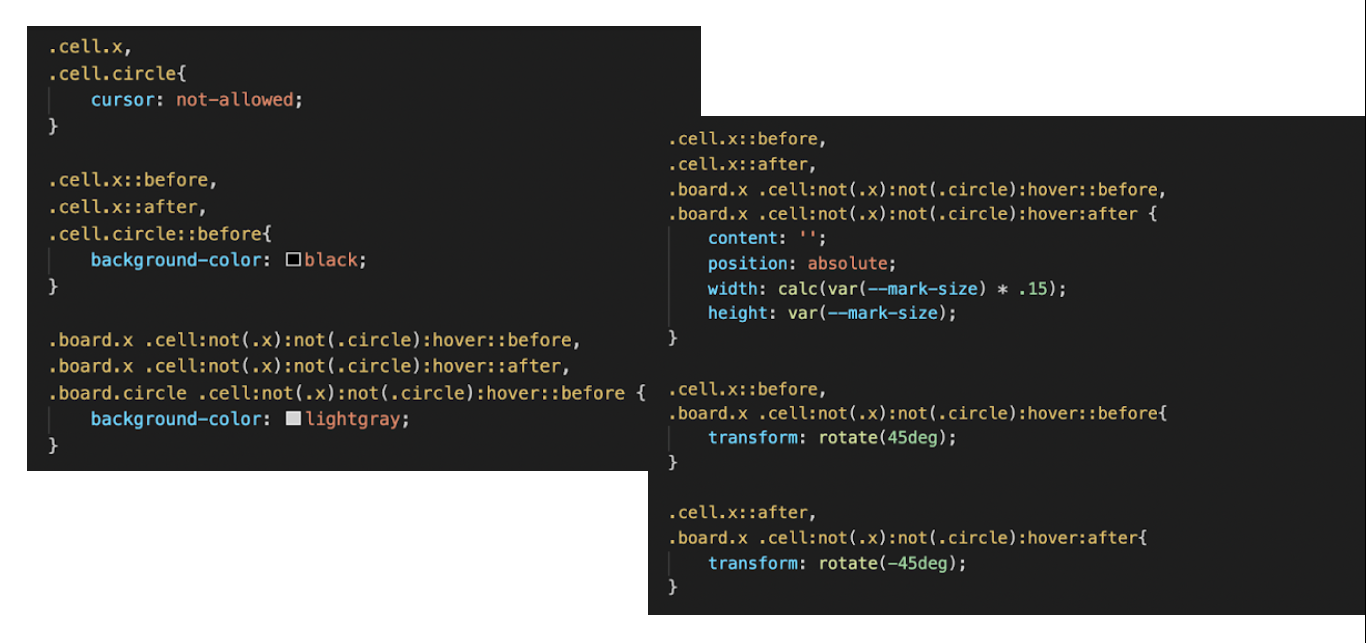 .cell.x,
.cell.circle{
    cursor: not-allowed;
}

.cell.x::before,
.cell.x::after,
.cell.circle::before{
    background-color: black;
}

.board.x .cell:not(.x):not(.circle):hover::before,
.board.x .cell:not(.x):not(.circle):hover::after,
.board.circle .cell:not(.x):not(.circle):hover::before {
    background-color: lightgray;
}

.cell.x::before,
.cell.x::after,
.board.x .cell:not(.x):not(.circle):hover::before,
.board.x .cell:not(.x):not(.circle):hover:after {
    content: '';
    position: absolute;
    width: calc(var(--mark-size) * .15);
    height: var(--mark-size);
}

.cell.x::before,
.board.x .cell:not(.x):not(.circle):hover::before{
    transform: rotate(45deg);
}

.cell.x::after,
.board.x .cell:not(.x):not(.circle):hover:after{
    transform: rotate(-45deg);
}